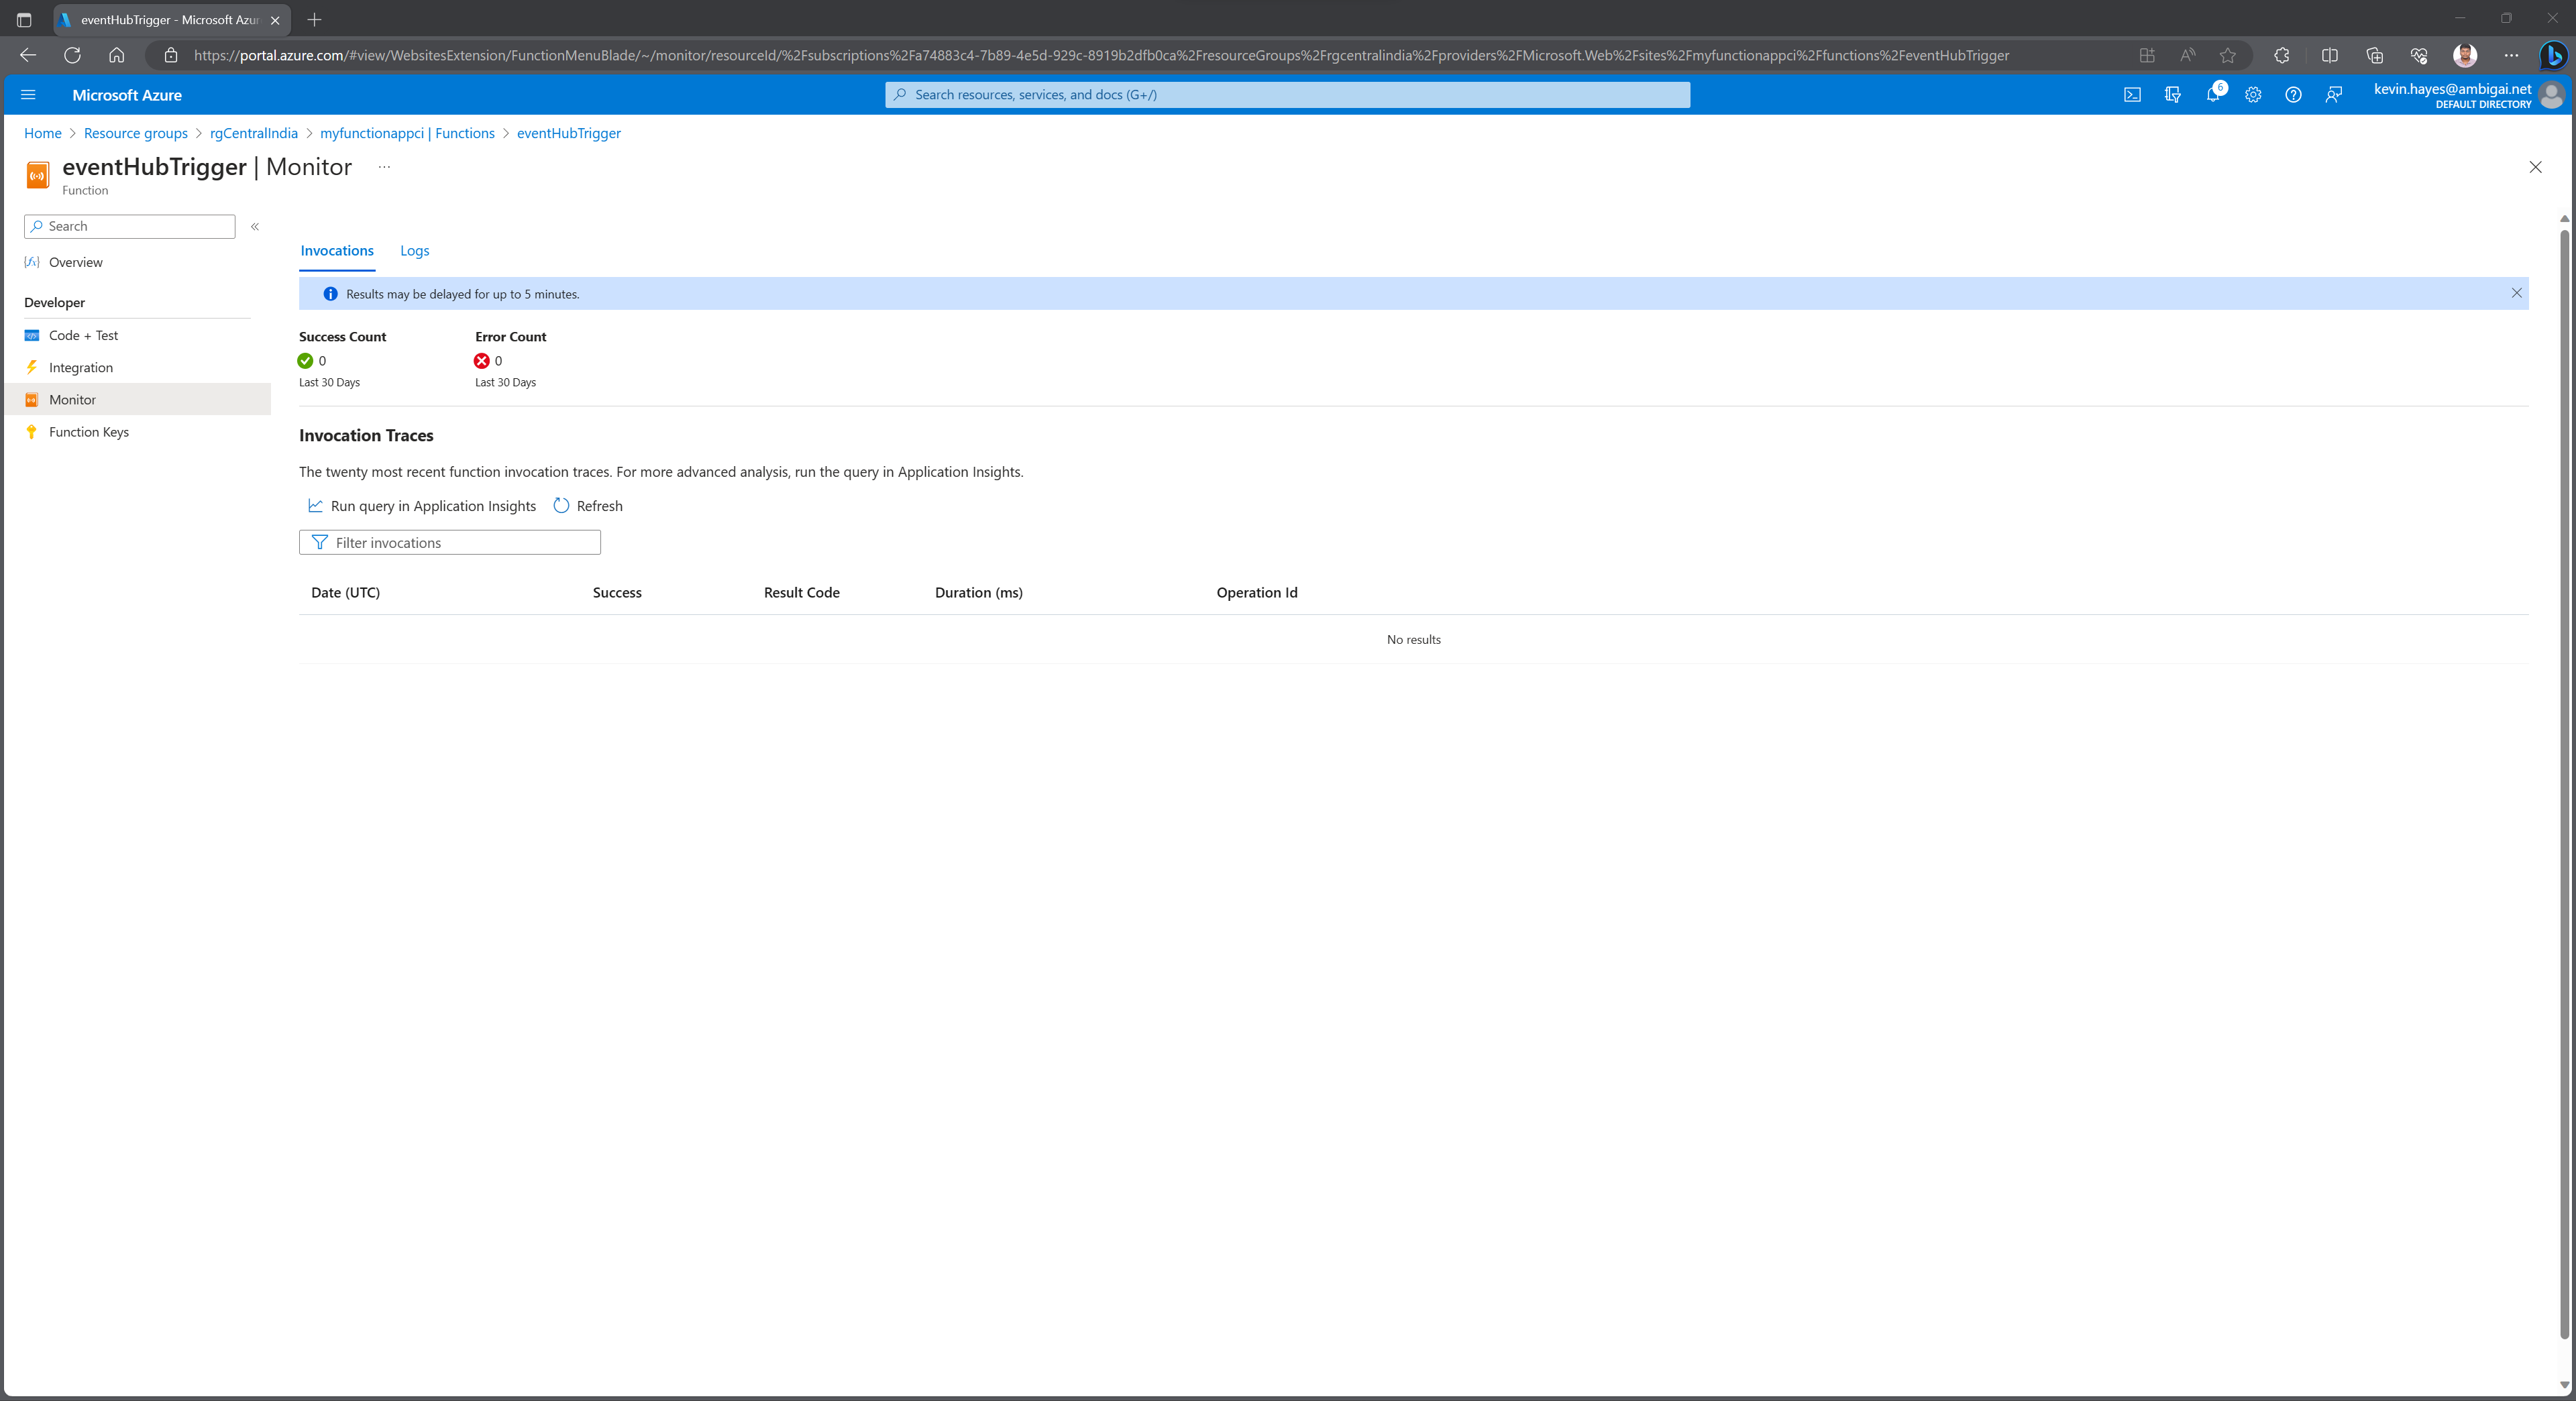 eventHubTrigger - Microsoft Azu
https://portal.azure.com/#view/WebsitesExtension/FunctionMenuBlade/~/monitor/resourceId/%2Fsubscriptions%2Fa74883c4-7b89-4e5d-929c-8919b2dfb0ca%2FresourceGroups%2Frgcentralindia%2Fproviders%2FMicrosoft.Web%2Fsites%2Fmyfunctionappci%2Ffunctions%2FeventHubTrigger
Microsoft Azure
Search resources, services, and docs (G+/)
6
kevin.hayes@ambigai.net
DEFAULT DIRECTORY
Home > Resource groups > rgCentralIndia > myfunctionappci | Functions > eventHubTrigger
eventHubTrigger | Monitor ...
Function
Search
Overview
Developer
Code + Test
Integration
Monitor
Function Keys
Invocations Logs
Results may be delayed for up to 5 minutes.
Success Count Error Count
0 0
Last 30 Days Last 30 Days
Invocation Traces
The twenty most recent function invocation traces. For more advanced analysis, run the query in Application Insights.
Run query in Application Insights Refresh
Filter invocations
Date (UTC) Success Result Code Duration (ms) Operation Id
No results